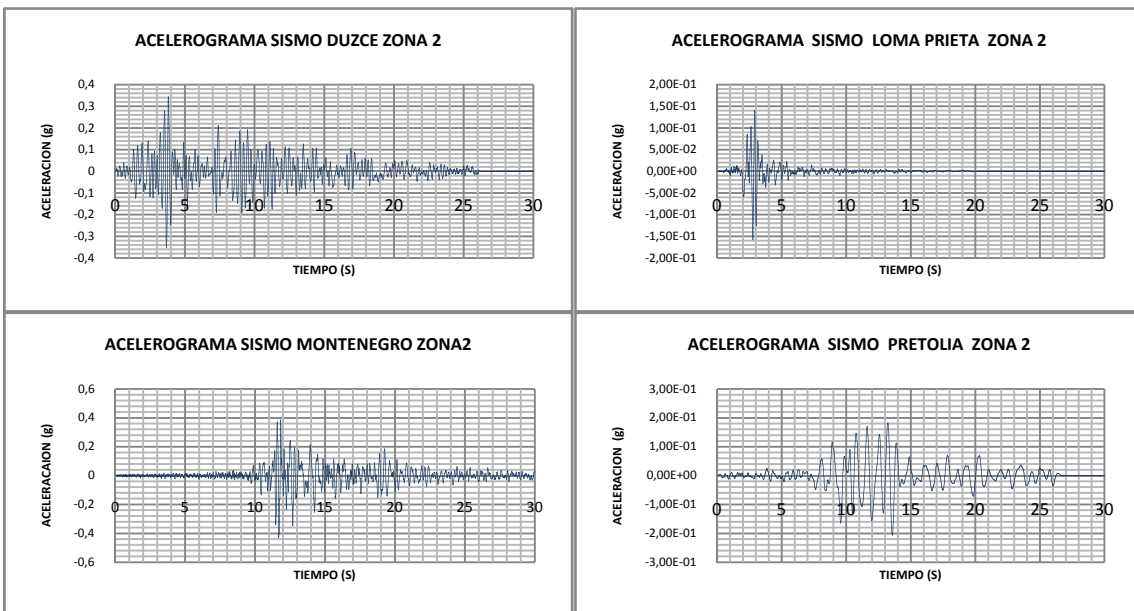 ACELEROGRAMA SISMO DUZCE ZONA 2
ACELERACION (g)
0,4
0,3
0,2
0,1
0
-0,1
-0,2
-0,3
-0,4
0 5 10 15 20 25 30
TIEMPO (S)
ACELEROGRAMA SISMO LOMA PRIETA ZONA 2
ACELERACION (g)
2,00E-01
1,50E-01
1,00E-01
5,00E-02
0,00E+00
-5,00E-02
-1,00E-01
-1,50E-01
-2,00E-01
0 5 10 15 20 25 30
TIEMPO (S)
ACELEROGRAMA SISMO MONTENEGRO ZONA2
ACELERACAION (g)
0,6
0,4
0,2
0
-0,2
-0,4
-0,6
0 5 10 15 20 25 30
TIEMPO (S)
ACELEROGRAMA SISMO PRETOLIA ZONA 2
ACELERACION (g)
3,00E-01
2,00E-01
1,00E-01
0,00E+00
-1,00E-01
-2,00E-01
-3,00E-01
0 5 10 15 20 25 30
TIEMPO (S)